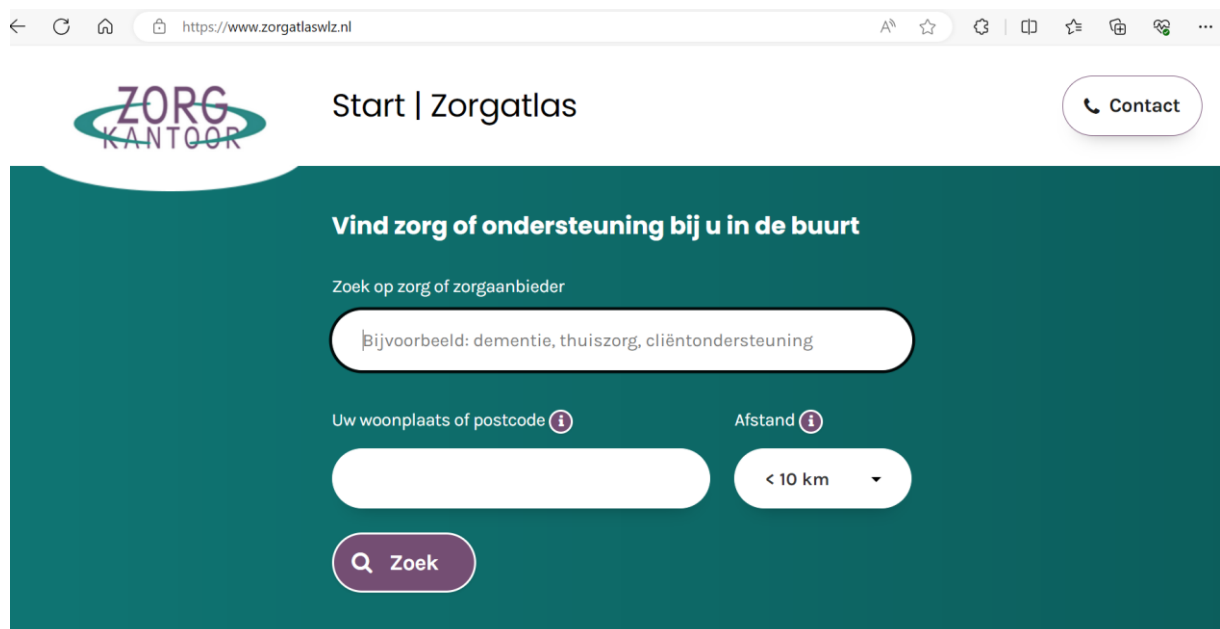 https://www.zorgatlaswlz.nl
ZORG
KANTOOR
Start | Zorgatlas
Contact
Vind zorg of ondersteuning bij u in de buurt
Zoek op zorg of zorgaanbieder
Bijvoorbeeld: dementie, thuiszorg, cliëntondersteuning
Uw woonplaats of postcode
Afstand
< 10 km
Zoek